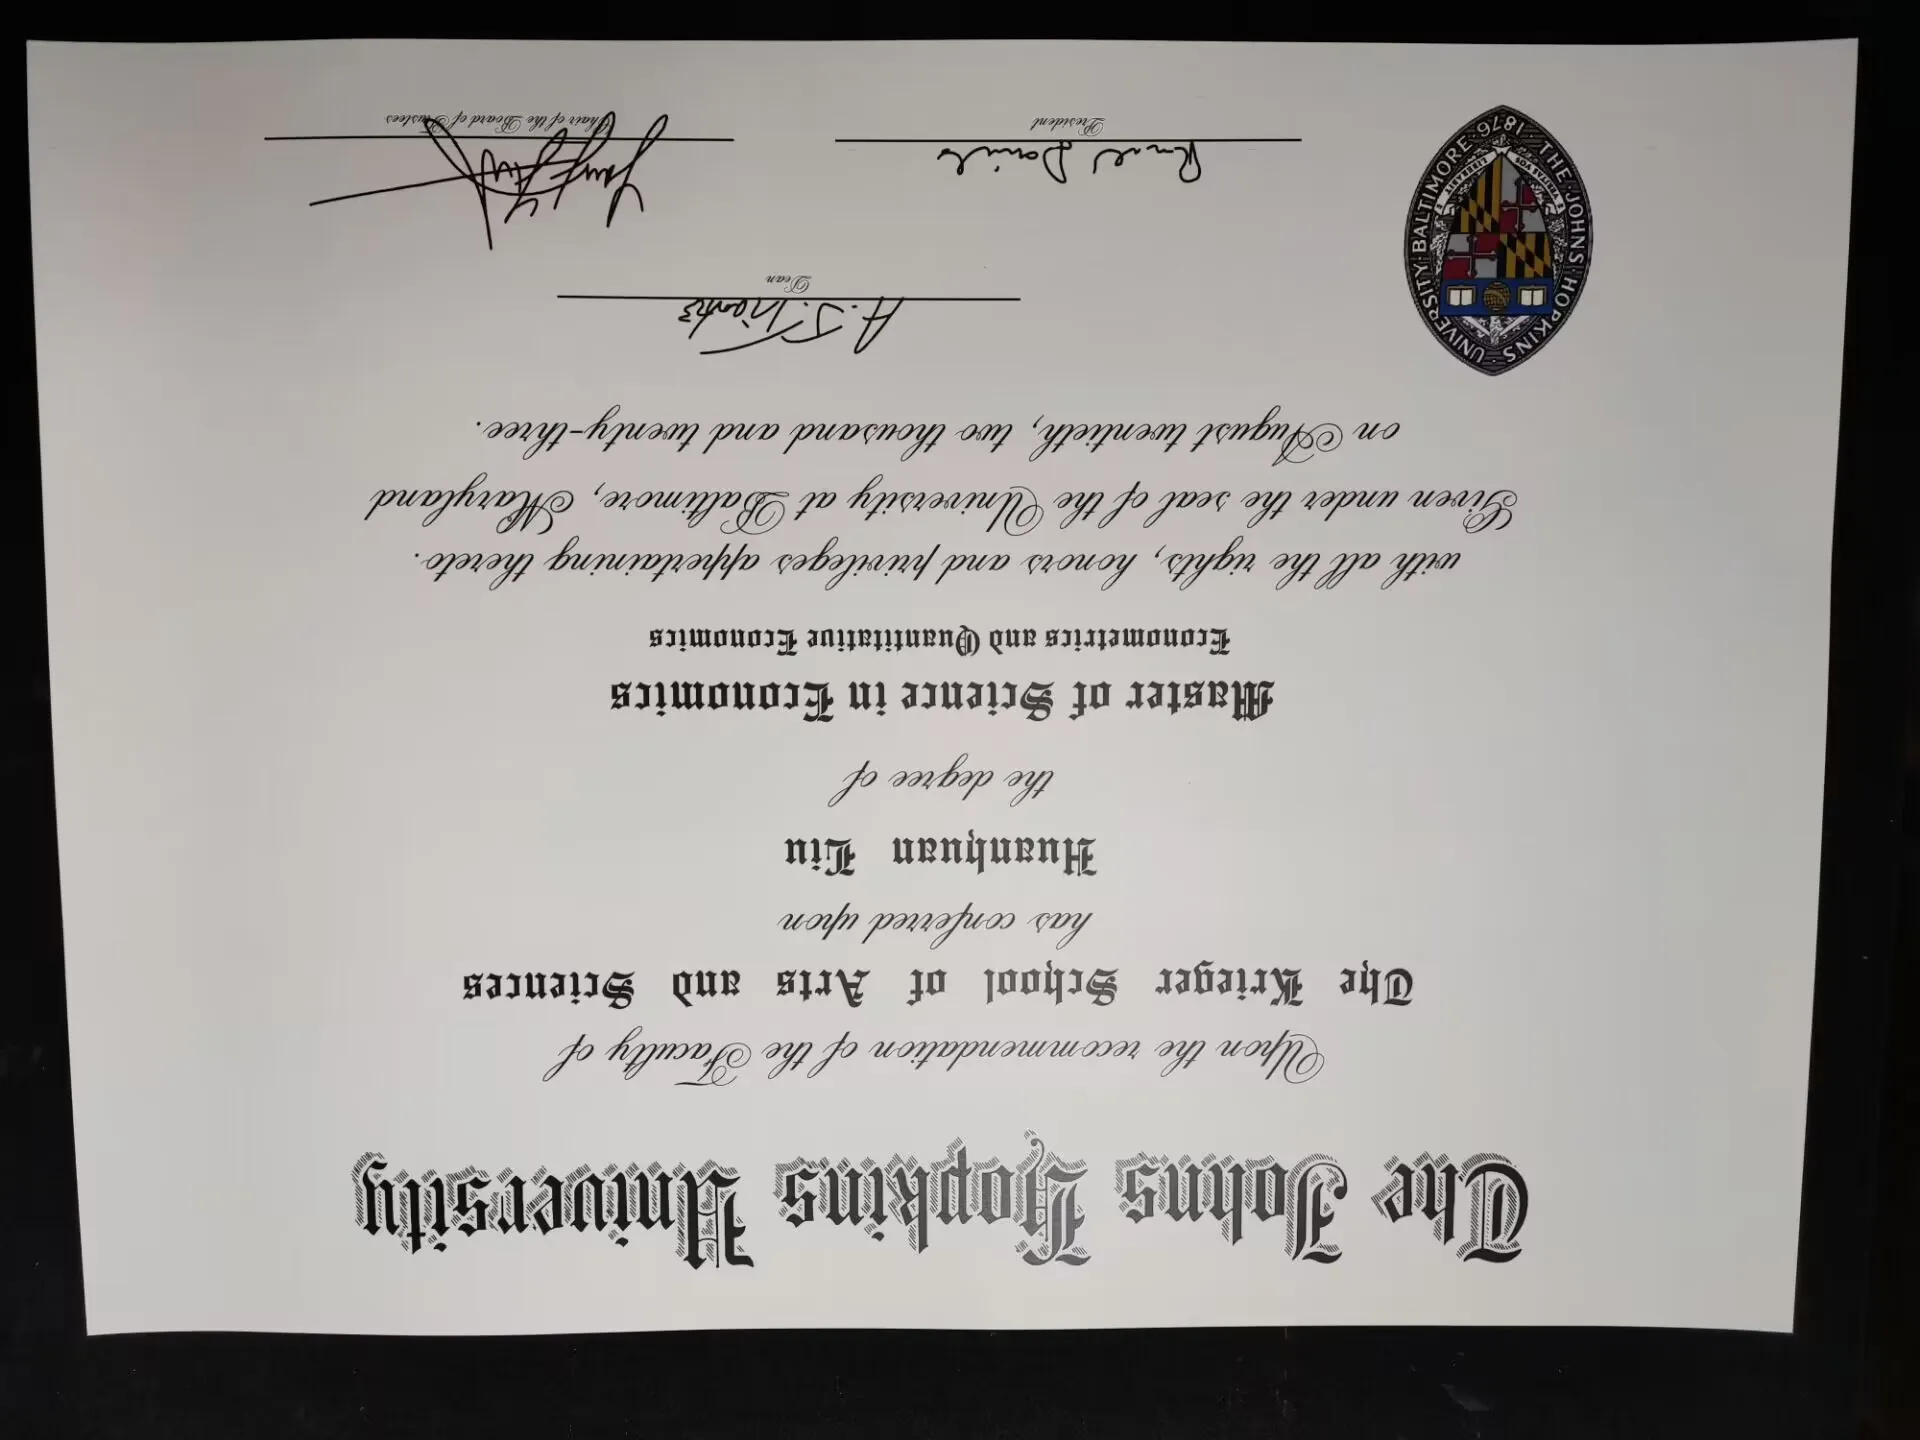 The Johns Hopkins University
Upon the recommendation of the Faculty of
The Krieger School of Arts and Sciences
has conferred upon
Huanhuan Liu
the degree of
Master of Science in Economics
Econometrics and Quantitative Economics
with all the rights, honors and privileges appertaining thereto.
Given under the seal of the University at Baltimore, Maryland
on August twentieth, two thousand and twenty-three.
Dean
President
Chair of the Board of Trustees
THE JOHNS HOPKINS UNIVERSITY BALTIMORE 1876